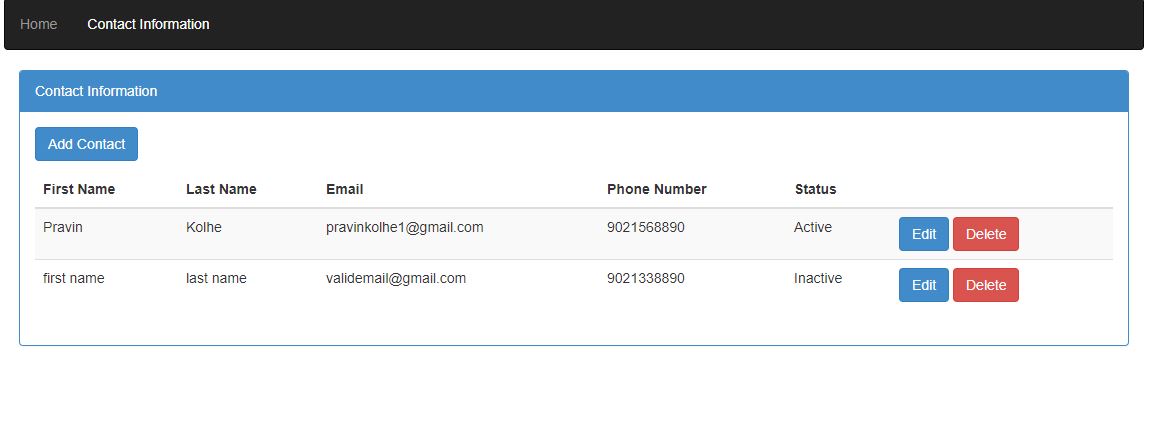 Home Contact Information
Contact Information
Add Contact
First Name Last Name Email Phone Number Status
Pravin Kolhe pravinkolhe1@gmail.com 9021568890 Active Edit Delete
first name last name validemail@gmail.com 9021338890 Inactive Edit Delete